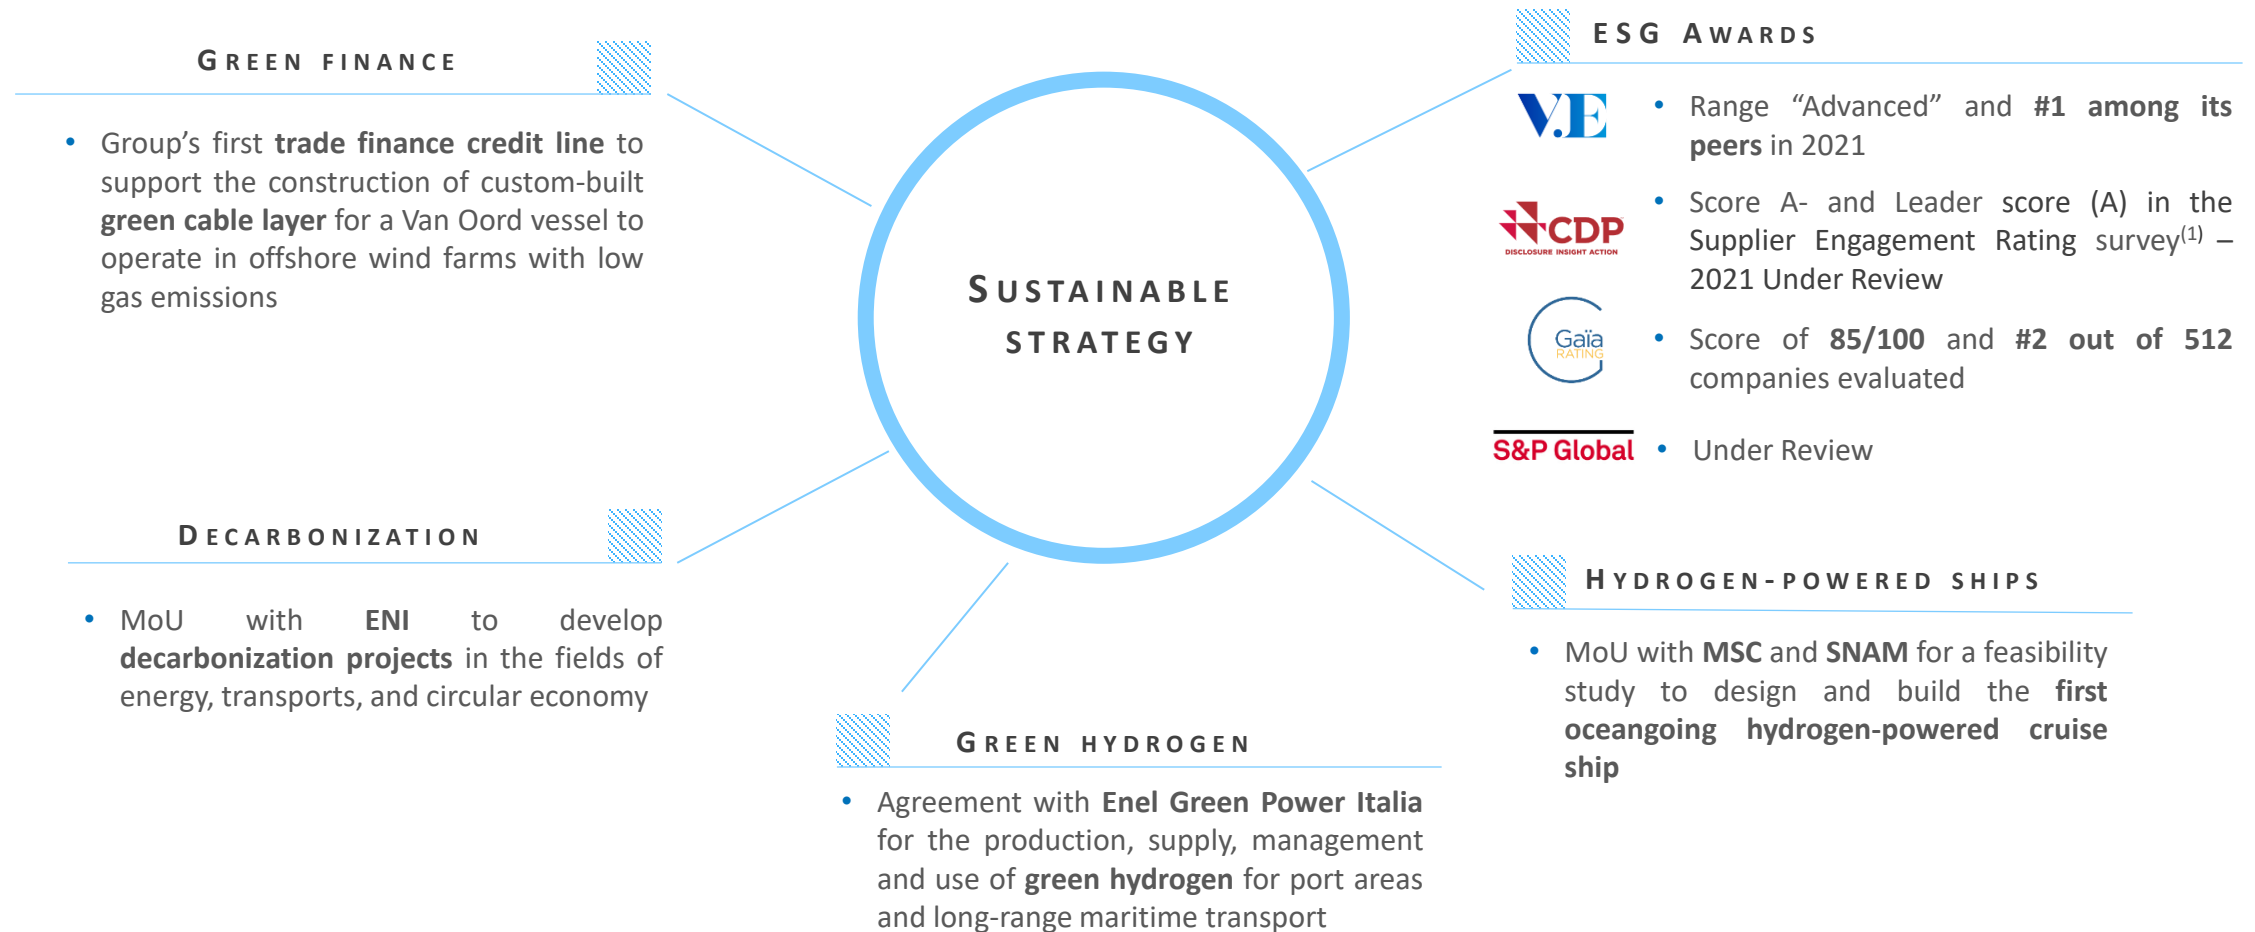 GREEN FINANCE
• Group’s first trade finance credit line to
support the construction of custom-built
green cable layer for a Van Oord vessel to
operate in offshore wind farms with low
gas emissions
DECARBONIZATION
• MoU with ENI to develop
decarbonization projects in the fields of
energy, transports, and circular economy
SUSTAINABLE
STRATEGY
GREEN HYDROGEN
• Agreement with Enel Green Power Italia
for the production, supply, management
and use of green hydrogen for port areas
and long-range maritime transport
ESG AWARDS
V.E
• Range “Advanced” and #1 among its
peers in 2021
CDP
DISCLOSURE INSIGHT ACTION
• Score A- and Leader score (A) in the
Supplier Engagement Rating survey(1) –
2021 Under Review
Gaïa
RATING
• Score of 85/100 and #2 out of 512
companies evaluated
S&P Global
• Under Review
HYDROGEN-POWERED SHIPS
• MoU with MSC and SNAM for a feasibility
study to design and build the first
oceangoing hydrogen-powered cruise
ship